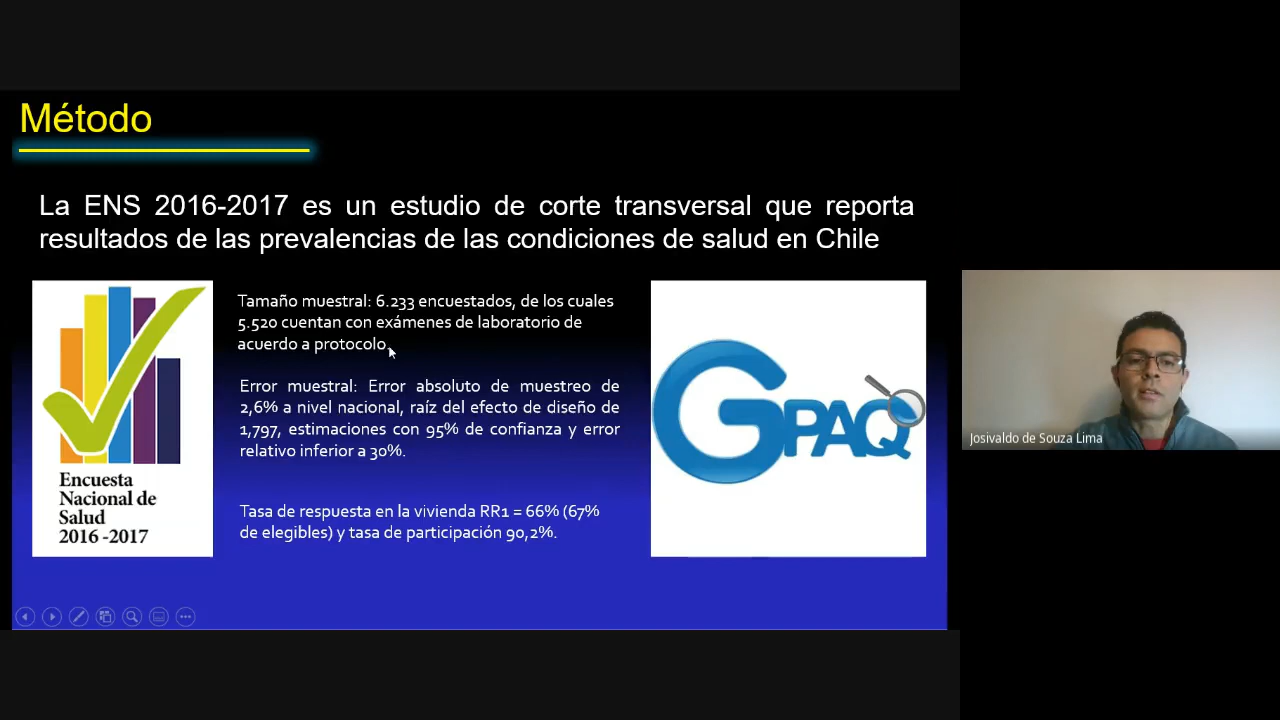 Método
La ENS 2016-2017 es un estudio de corte transversal que reporta
resultados de las prevalencias de las condiciones de salud en Chile
Encuesta
Nacional de
Salud
2016 -2017
Tamaño muestral: 6.233 encuestados, de los cuales
5.520 cuentan con exámenes de laboratorio de
acuerdo a protocolo.
Error muestral: Error absoluto de muestreo de
2,6% a nivel nacional, raíz del efecto de diseño de
1,797, estimaciones con 95% de confianza y error
relativo inferior a 30%.
Tasa de respuesta en la vivienda RR1 = 66% (67%
de elegibles) y tasa de participación 90,2%.
GPAQ
Josivaldo de Souza Lima